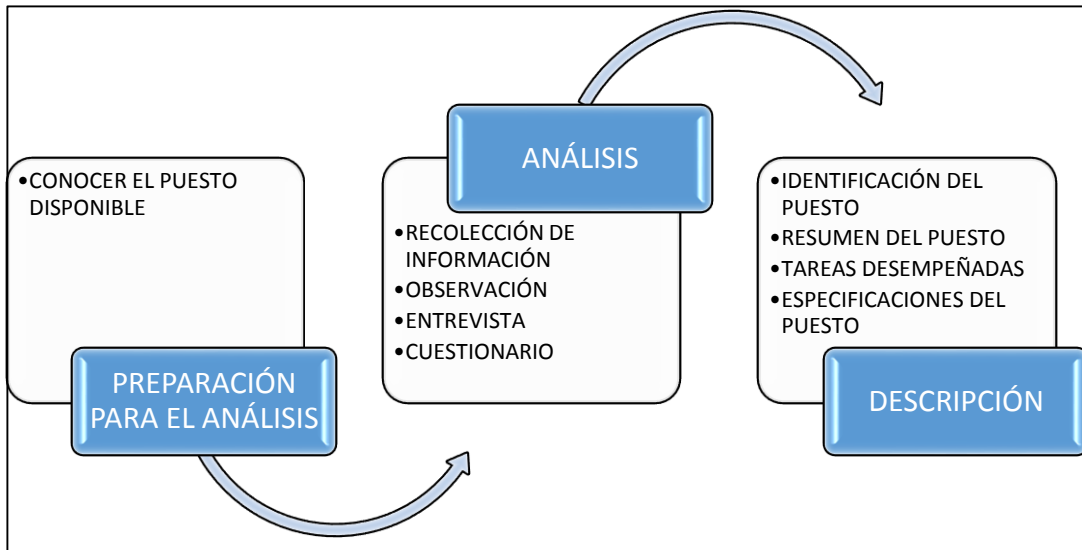 •CONOCER EL PUESTO
DISPONIBLE
PREPARACIÓN
PARA EL ANÁLISIS
ANÁLISIS
•RECOLECCIÓN DE
INFORMACIÓN
•OBSERVACIÓN
•ENTREVISTA
•CUESTIONARIO
•IDENTIFICACIÓN DEL
PUESTO
•RESUMEN DEL PUESTO
•TAREAS DESEMPEÑADAS
•ESPECIFICACIONES DEL
PUESTO
DESCRIPCIÓN